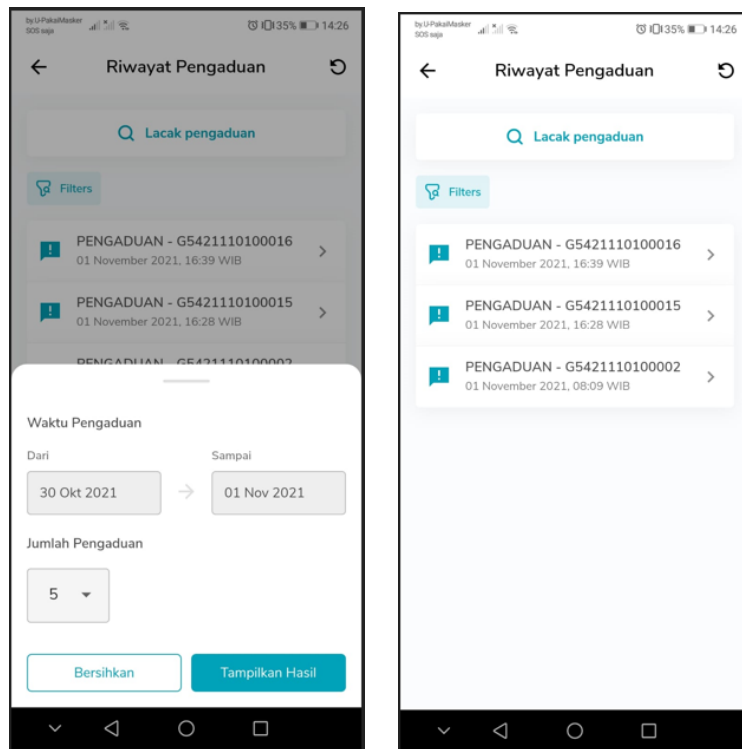 by.U-PakaiMasker
SOS saja
35% 14:26
Riwayat Pengaduan
Lacak pengaduan
Filters
PENGADUAN - G5421110100016
01 November 2021, 16:39 WIB
PENGADUAN - G5421110100015
01 November 2021, 16:28 WIB
PENGADUAN - G5421110100002
Waktu Pengaduan
Dari
Sampai
30 Okt 2021
01 Nov 2021
Jumlah Pengaduan
5
Bersihkan
Tampilkan Hasil
by.U-PakaiMasker
SOS saja
35% 14:26
Riwayat Pengaduan
Lacak pengaduan
Filters
PENGADUAN - G5421110100016
01 November 2021, 16:39 WIB
PENGADUAN - G5421110100015
01 November 2021, 16:28 WIB
PENGADUAN - G5421110100002
01 November 2021, 08:09 WIB